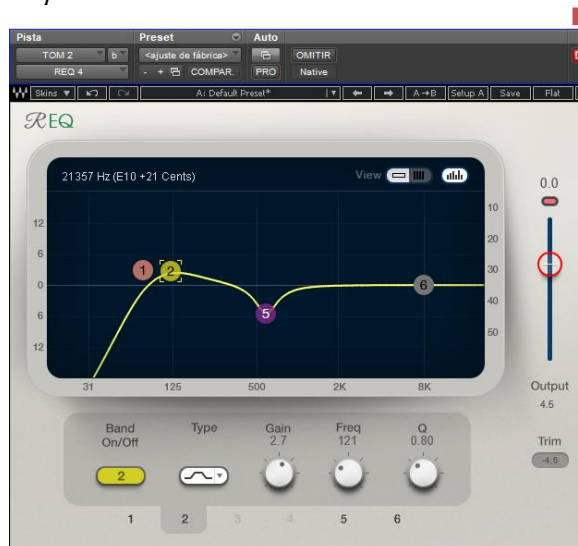 Pista Preset Auto
TOM 2 b <ajuste de fábrica> OMITIR
REQ 4 - + COMPAR. PRO Native
Skins A: Default Preset* A→B Setup A Save Flat
REQ
21357 Hz (E10 +21 Cents) View
0.0
12 6 0 6 12
10 20 30 40 50
1 2 5 6
31 125 500 2K 8K
Output
4.5
Trim
-4.5
Band On/Off Type Gain Freq Q
2.7 121 0.80
2
1 2 3 4 5 6